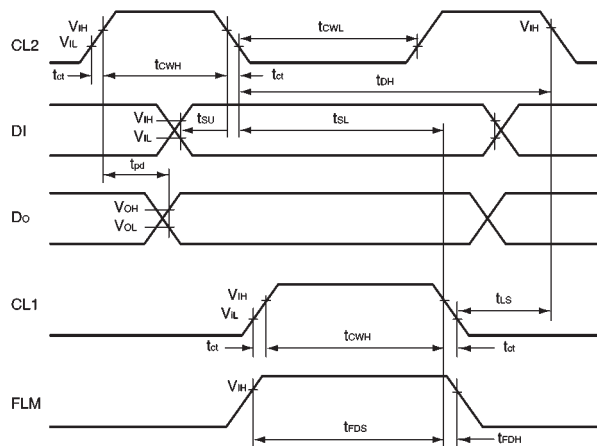 VIH
VIL
CL2
tCWL
VIH
tct
tCWH
tct
tDH
DI
VIH
VIL
tSU
tSL
tpd
DO
VOH
VOL
CL1
VIH
VIL
tLS
tct
tCWH
tct
FLM
VIH
tFDS
tFDH